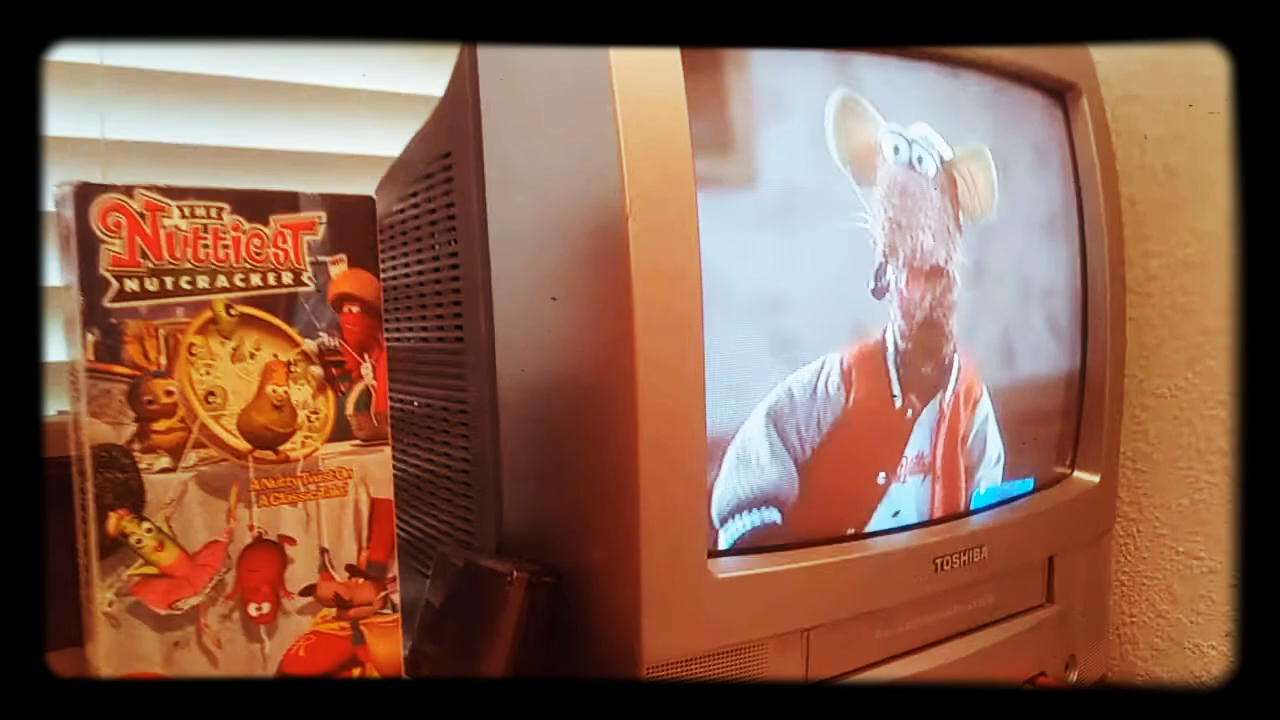 THE
NUTTIEST
NUTCRACKER
A Nutty Twist On
A Classic Tale!
TOSHIBA